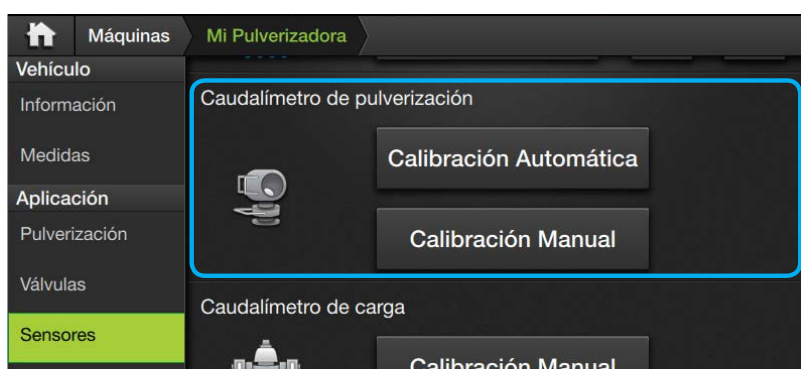 Máquinas
Mi Pulverizadora
Vehículo
Información
Medidas
Aplicación
Pulverización
Válvulas
Sensores
Caudalímetro de pulverización
Calibración Automática
Calibración Manual
Caudalímetro de carga
Calibración Manual